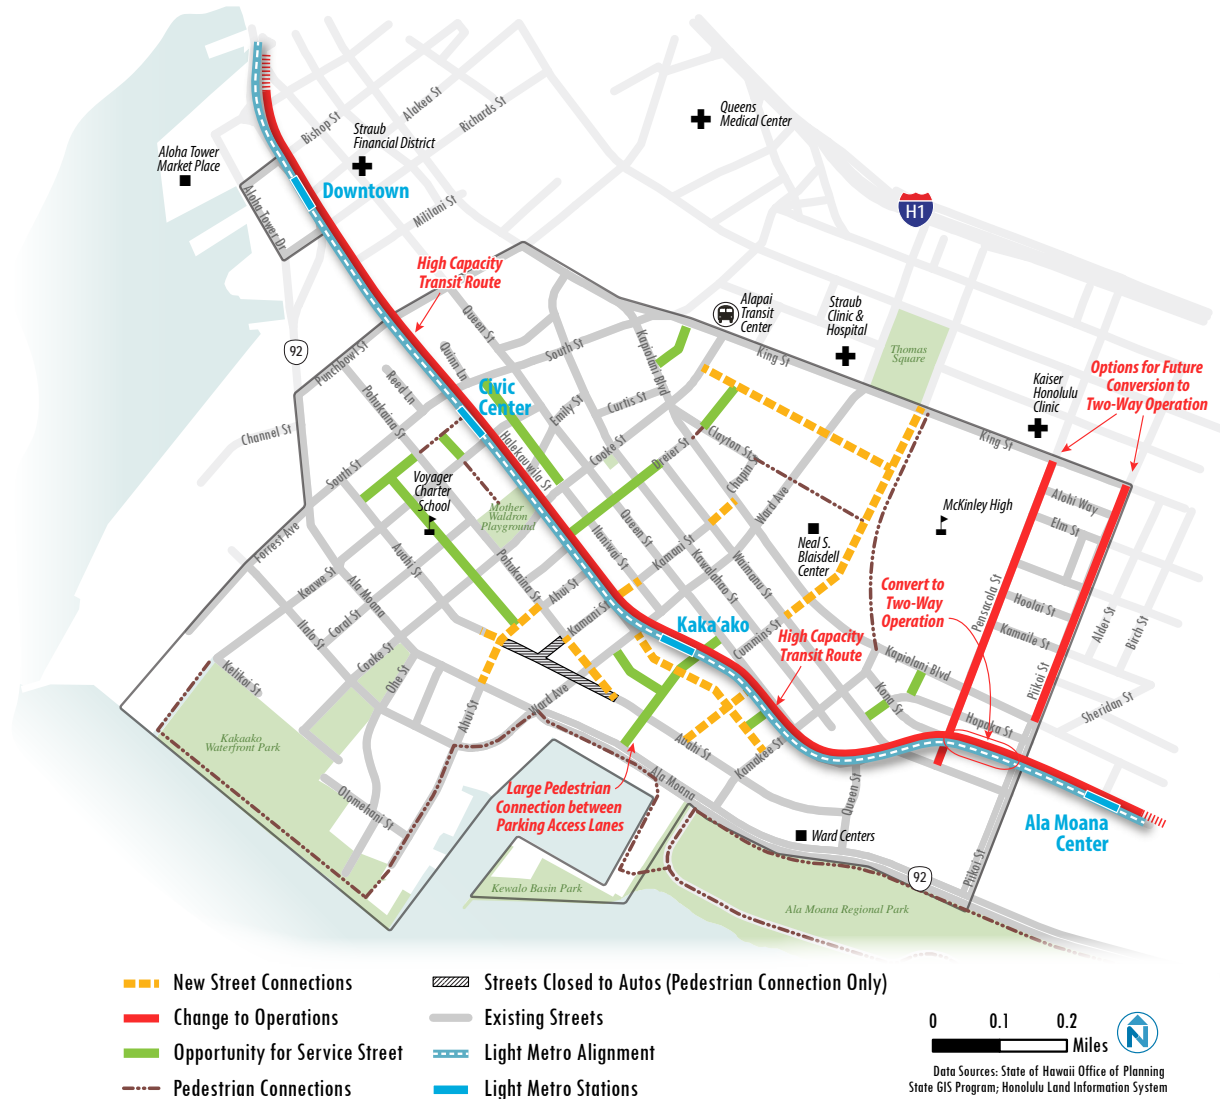 Bishop St
Alakea St
Richards St
Straub
Financial District
Queens
Medical Center
Aloha Tower
Market Place
Downtown
Aloha Tower Dr
Mililani St
H1
High Capacity
Transit Route
Alapai
Transit
Center
Straub
Clinic &
Hospital
Thomas
Square
92
Queen St
Punchbowl St
Quinn Ln
South St
Kapiolani Blvd
King St
Options for Future
Conversion to
Two-Way Operation
Kaiser
Honolulu
Clinic
Reed Ln
Pohukaina St
Civic
Center
Emily St
Curtis St
Channel St
Halekauwila St
Cooke St
Dreier St
Clayton St
King St
South St
Voyager
Charter
School
Chapin
Ward Ave
Alohi Way
McKinley High
Elm St
Mother
Waldron
Playground
Queen St
Neal S.
Blaisdell
Center
Forrest Ave
Auahi St
Ilaniwai St
Kamani St
Kawaiahao St
Waimanu St
Keawe St
Ala Moana
Pohukaina St
Ahui St
Convert to
Two-Way
Operation
Pensacola St
Hoolai St
Alder St
Birch St
Ilalo St
Coral St
Kamani St
Kaka‘ako
Cummins St
High Capacity
Transit Route
Kamaile St
Cooke St
Kelikoi St
Ohe St
Kapiolani Blvd
Piikoi St
Ward Ave
Kona St
Hopaka St
Sheridan St
Ahui St
Kakaako
Waterfront Park
Auahi St
Kamakee St
Large Pedestrian
Connection between
Parking Access Lanes
Ala Moana
Queen St
Olomehani St
Ward Centers
Ala Moana
Center
Piikoi St
92
Kewalo Basin Park
Ala Moana Regional Park
New Street Connections
Streets Closed to Autos (Pedestrian Connection Only)
Change to Operations
Existing Streets
Opportunity for Service Street
Light Metro Alignment
Pedestrian Connections
Light Metro Stations
0 0.1 0.2
Miles
N
Data Sources: State of Hawaii Office of Planning
State GIS Program; Honolulu Land Information System